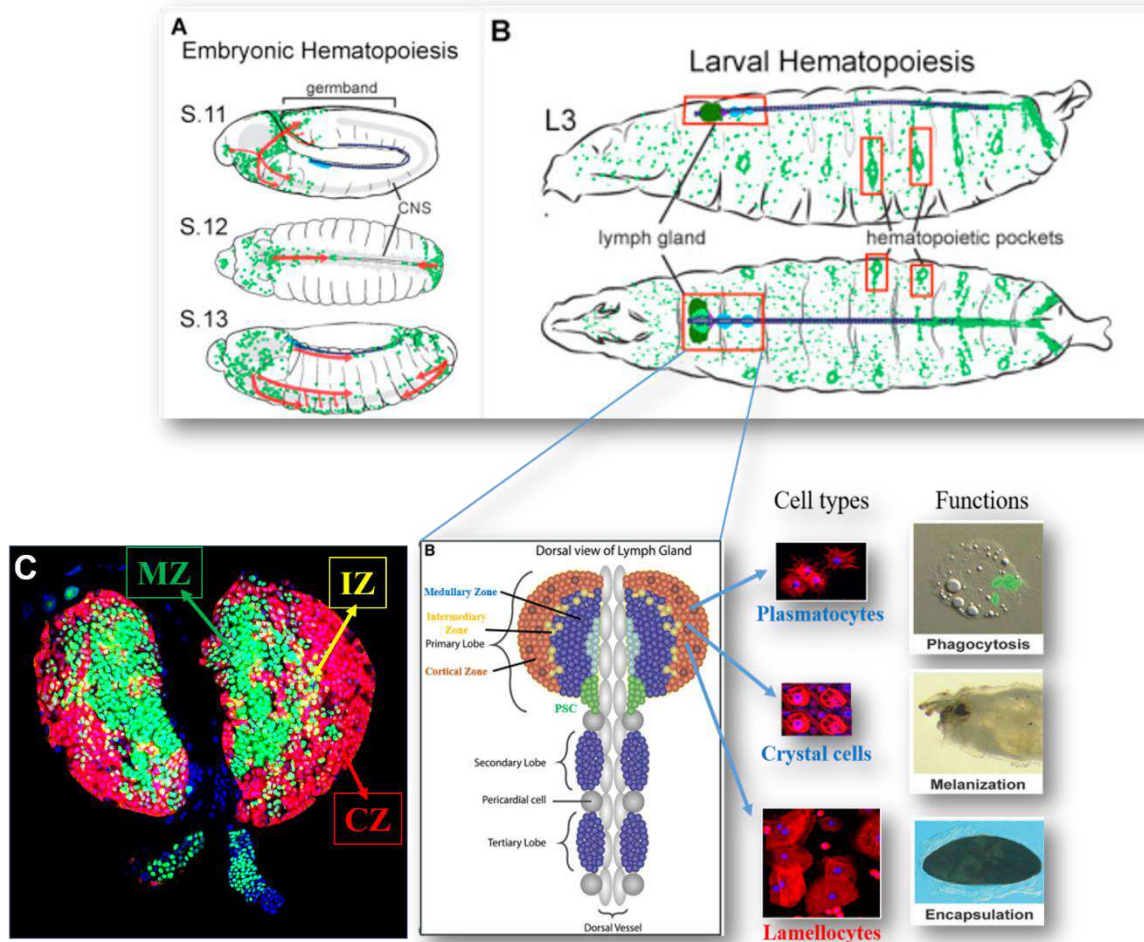 A
Embryonic Hematopoiesis
germband
S.11
CNS
S.12
S.13
B
Larval Hematopoiesis
L3
lymph gland
hematopoietic pockets
C
MZ
IZ
CZ
B
Dorsal view of Lymph Gland
Medullary Zone
Intermediary
Zone
Primary Lobe
Cortical Zone
PSC
Secondary Lobe
Pericardial cell
Tertiary Lobe
Dorsal Vessel
Cell types
Functions
Plasmatocytes
Phagocytosis
Crystal cells
Melanization
Lamellocytes
Encapsulation